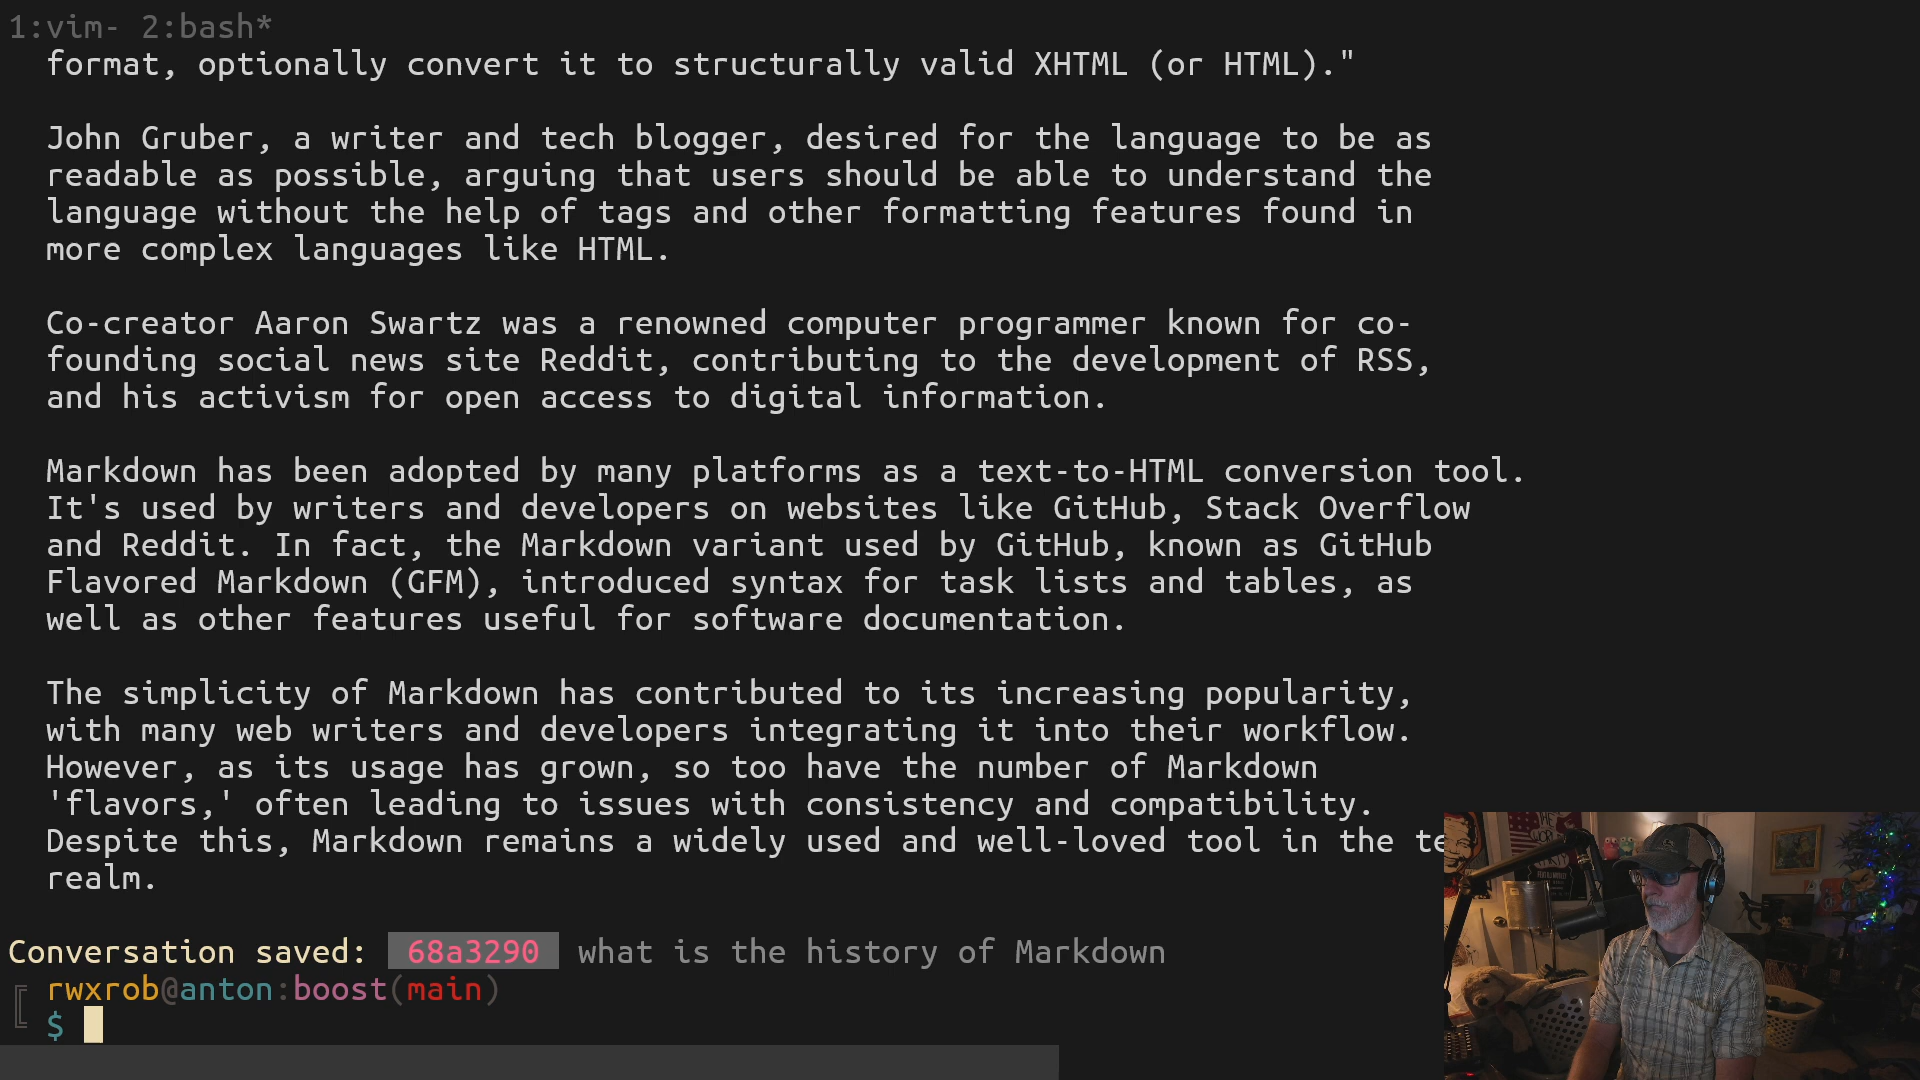 1:vim- 2:bash*
format, optionally convert it to structurally valid XHTML (or HTML)."
John Gruber, a writer and tech blogger, desired for the language to be as
readable as possible, arguing that users should be able to understand the
language without the help of tags and other formatting features found in
more complex languages like HTML.
Co-creator Aaron Swartz was a renowned computer programmer known for co-
founding social news site Reddit, contributing to the development of RSS,
and his activism for open access to digital information.
Markdown has been adopted by many platforms as a text-to-HTML conversion tool.
It's used by writers and developers on websites like GitHub, Stack Overflow
and Reddit. In fact, the Markdown variant used by GitHub, known as GitHub
Flavored Markdown (GFM), introduced syntax for task lists and tables, as
well as other features useful for software documentation.
The simplicity of Markdown has contributed to its increasing popularity,
with many web writers and developers integrating it into their workflow.
However, as its usage has grown, so too have the number of Markdown
'flavors,' often leading to issues with consistency and compatibility.
Despite this, Markdown remains a widely used and well-loved tool in the te
realm.
Conversation saved: 68a3290 what is the history of Markdown
rwxrob@anton:boost(main)
$